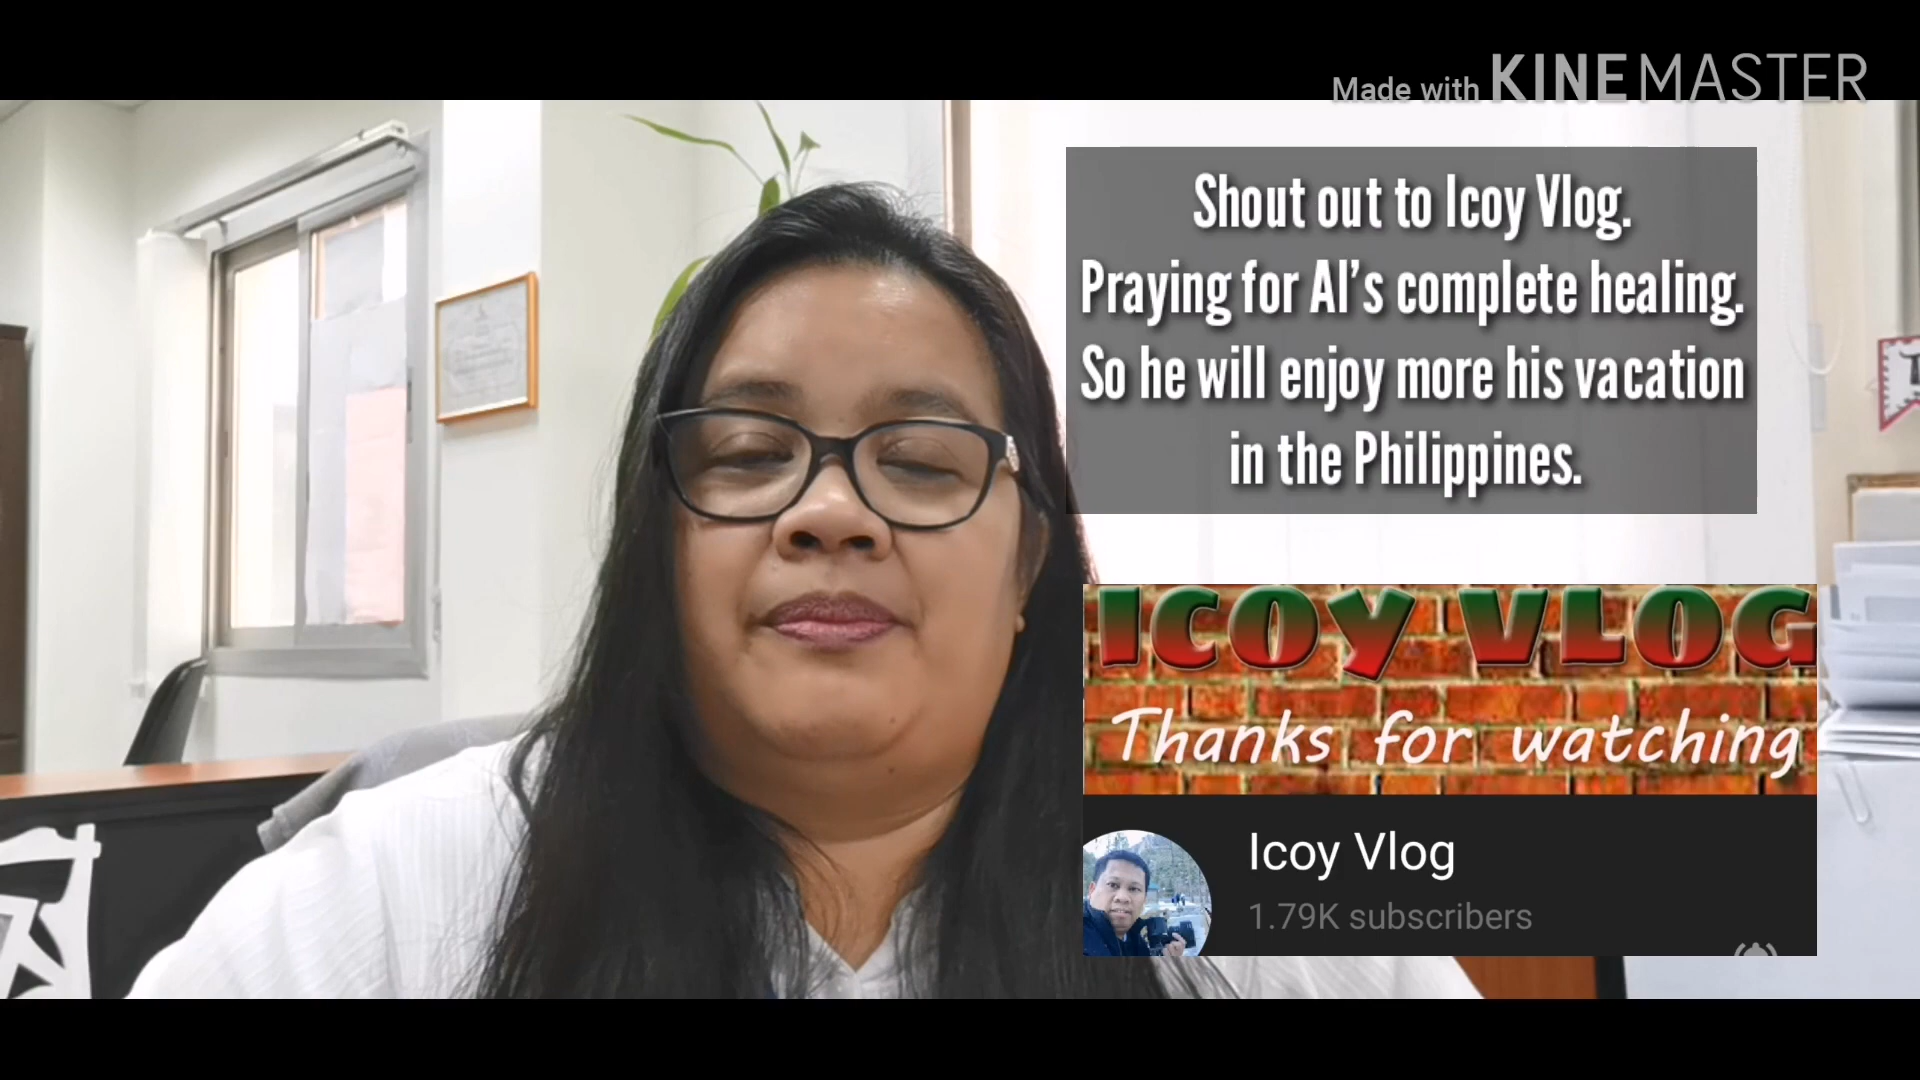 Made with KINEMASTER
Shout out to Icoy Vlog.
Praying for Al’s complete healing.
So he will enjoy more his vacation
in the Philippines.
ICOY VLOG
Thanks for watching
Icoy Vlog
1.79K subscribers